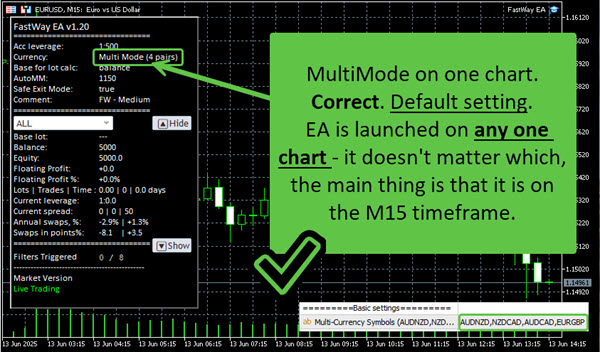 EURUSD, M15: Euro vs US Dollar
FastWay EA
FastWay EA v1.20
==============================
Acc leverage: 1:500
Currency: Multi Mode (4 pairs)
Base for lot calc: balance
AutoMM: 1150
Safe Exit Mode: true
Comment: FW - Medium
==============================
ALL
Hide
Base lot: ---
Balance: 5000
Equity: 5000.0
Floating Profit: +0.0
Floating Profit %: +0.0%
Lots | Trades | Time : 0.00 | 0 | 0.0 days
Current leverage: 1:0.0
Current spread: 0 | 0 | 50
Annual swaps, %: -2.9% | +1.3%
Swaps in points%: -8.1 | +3.5
==============================
Show
Filters Triggered 0 / 8
------------------------------
Market Version
Live Trading
MultiMode on one chart.
Correct. Default setting.
EA is launched on any one
chart - it doesn't matter which,
the main thing is that it is on
the M15 timeframe.
1.16120
1.15020
1.14961
1.14920
=========Basic settings=========
ab Multi-Currency Symbols (AUDNZD,NZD... AUDNZD,NZDCAD,AUDCAD,EURGBP
13 Jun 2025 13 Jun 03:15 13 Jun 04:15 13 Jun 05:15 13 Jun 06:15 13 Jun 07:15 13 Jun 08:15 13 Jun 09:15 13 Jun 10:15 13 Jun 11:15 13 Jun 12:15 13 Jun 13:15 13 Jun 14:15